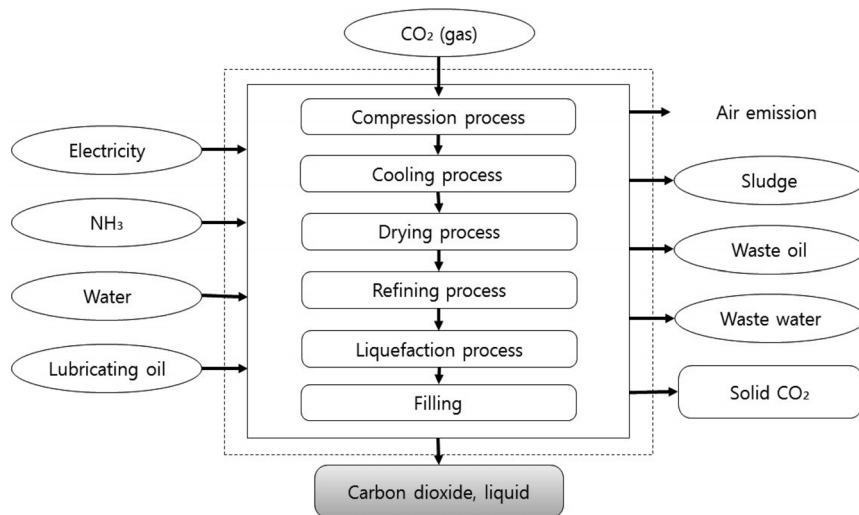 CO₂ (gas)
Compression process
Cooling process
Drying process
Refining process
Liquefaction process
Filling
Electricity
NH₃
Water
Lubricating oil
Air emission
Sludge
Waste oil
Waste water
Solid CO₂
Carbon dioxide, liquid